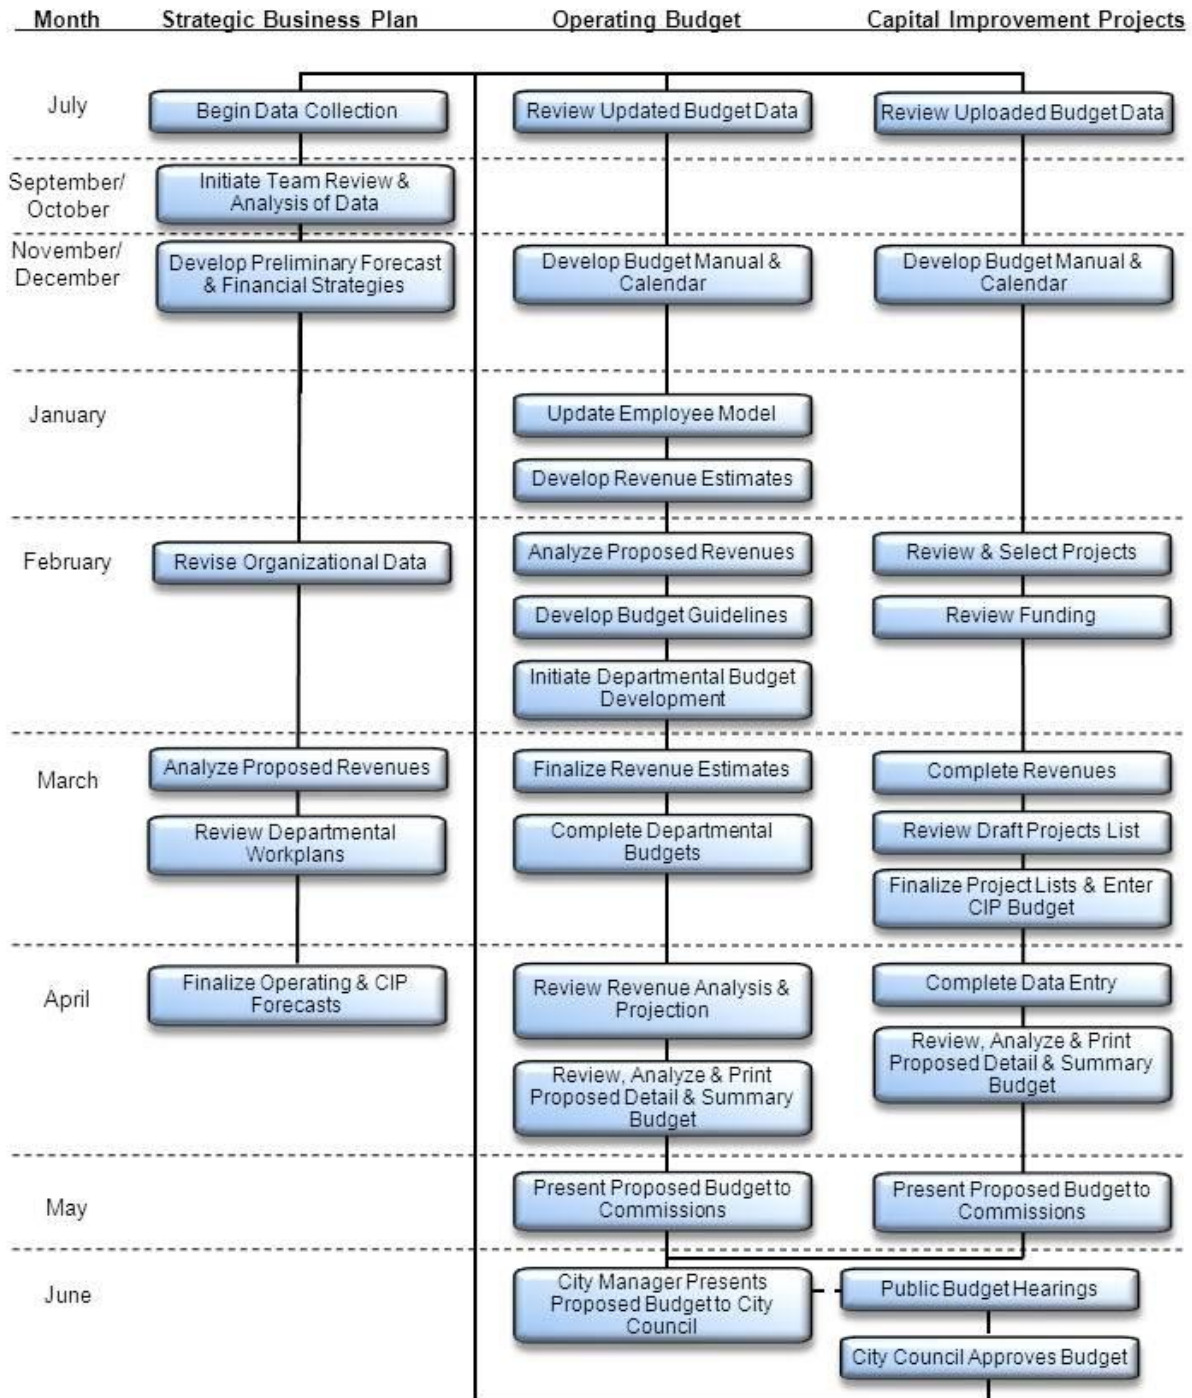 Month Strategic Business Plan Operating Budget Capital Improvement Projects
July
Begin Data Collection
Review Updated Budget Data
Review Uploaded Budget Data
September/
October
Initiate Team Review &
Analysis of Data
November/
December
Develop Preliminary Forecast
& Financial Strategies
Develop Budget Manual &
Calendar
Develop Budget Manual &
Calendar
January
Update Employee Model
Develop Revenue Estimates
February
Revise Organizational Data
Analyze Proposed Revenues
Develop Budget Guidelines
Initiate Departmental Budget
Development
Review & Select Projects
Review Funding
March
Analyze Proposed Revenues
Review Departmental
Workplans
Finalize Revenue Estimates
Complete Departmental
Budgets
Complete Revenues
Review Draft Projects List
Finalize Project Lists & Enter
CIP Budget
April
Finalize Operating & CIP
Forecasts
Review Revenue Analysis &
Projection
Review, Analyze & Print
Proposed Detail & Summary
Budget
Complete Data Entry
Review, Analyze & Print
Proposed Detail & Summary
Budget
May
Present Proposed Budget to
Commissions
Present Proposed Budget to
Commissions
June
City Manager Presents
Proposed Budget to City
Council
Public Budget Hearings
City Council Approves Budget